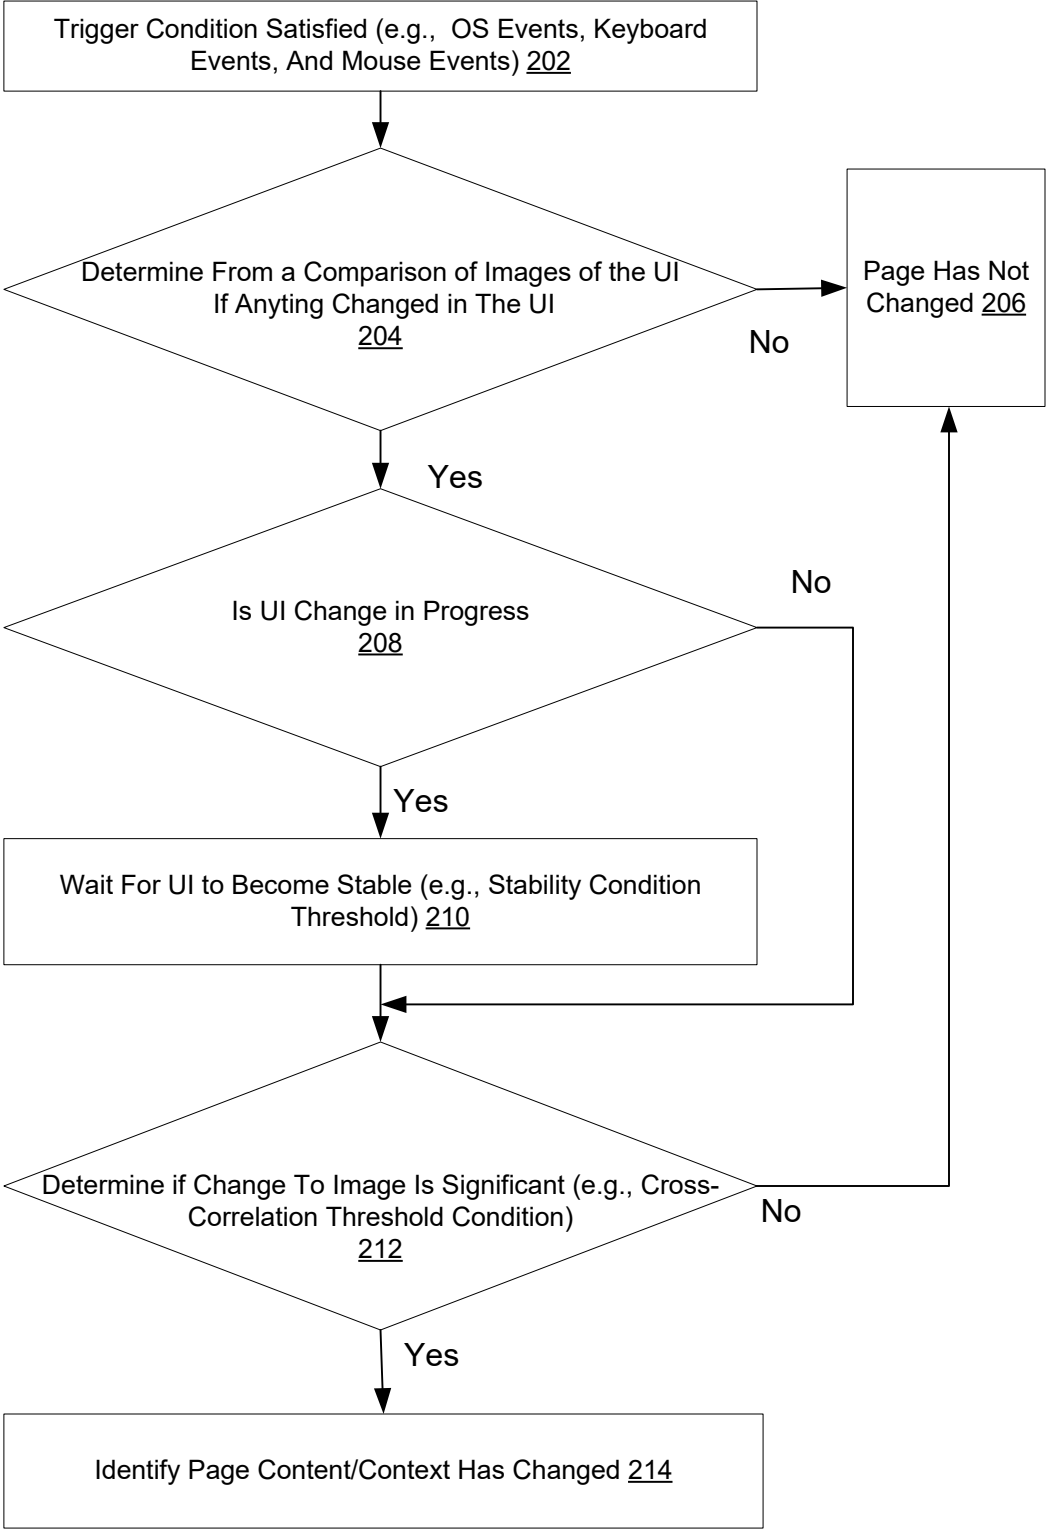 Trigger Condition Satisfied (e.g.,  OS Events, Keyboard
Events, And Mouse Events) 202
Determine From a Comparison of Images of the UI
If Anyting Changed in The UI
204
No
Page Has Not
Changed 206
Yes
Is UI Change in Progress
208
No
Yes
Wait For UI to Become Stable (e.g., Stability Condition
Threshold) 210
Determine if Change To Image Is Significant (e.g., Cross-
Correlation Threshold Condition)
212
No
Yes
Identify Page Content/Context Has Changed 214